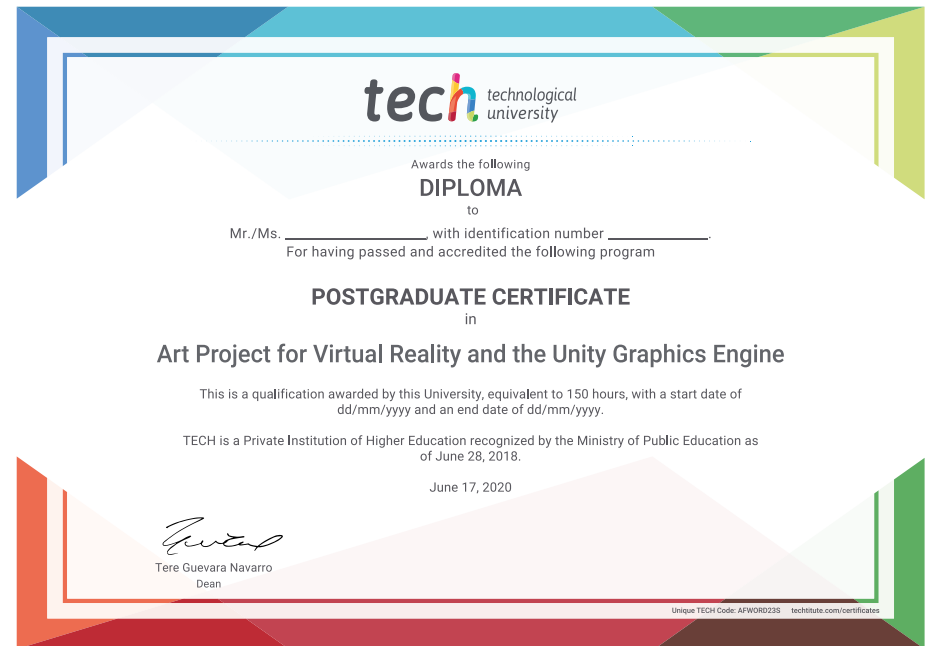 tech technological
university
Awards the following
DIPLOMA
to
Mr./Ms. ____________________, with identification number ______________.
For having passed and accredited the following program
POSTGRADUATE CERTIFICATE
in
Art Project for Virtual Reality and the Unity Graphics Engine
This is a qualification awarded by this University, equivalent to 150 hours, with a start date of
dd/mm/yyyy and an end date of dd/mm/yyyy.
TECH is a Private Institution of Higher Education recognized by the Ministry of Public Education as
of June 28, 2018.
June 17, 2020
Tere Guevara Navarro
Dean
Unique TECH Code: AFWORD23S techtitute.com/certificates